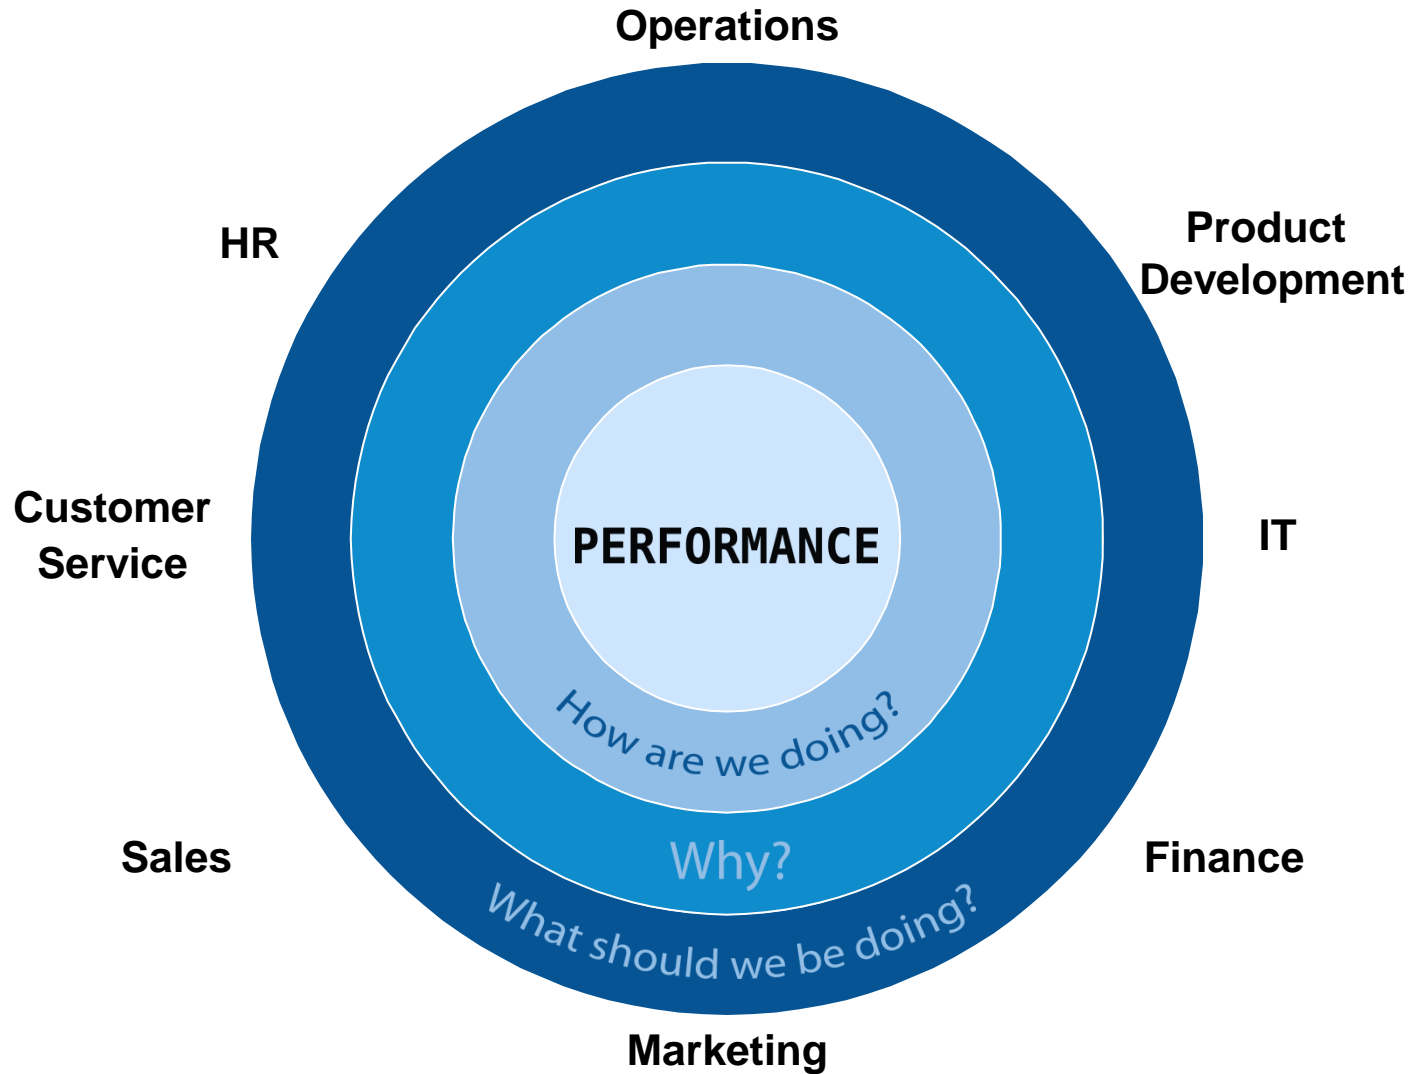 Operations
HR
Product
Development
Customer
Service
IT
PERFORMANCE
How are we doing?
Sales
Why?
Finance
What should we be doing?
Marketing